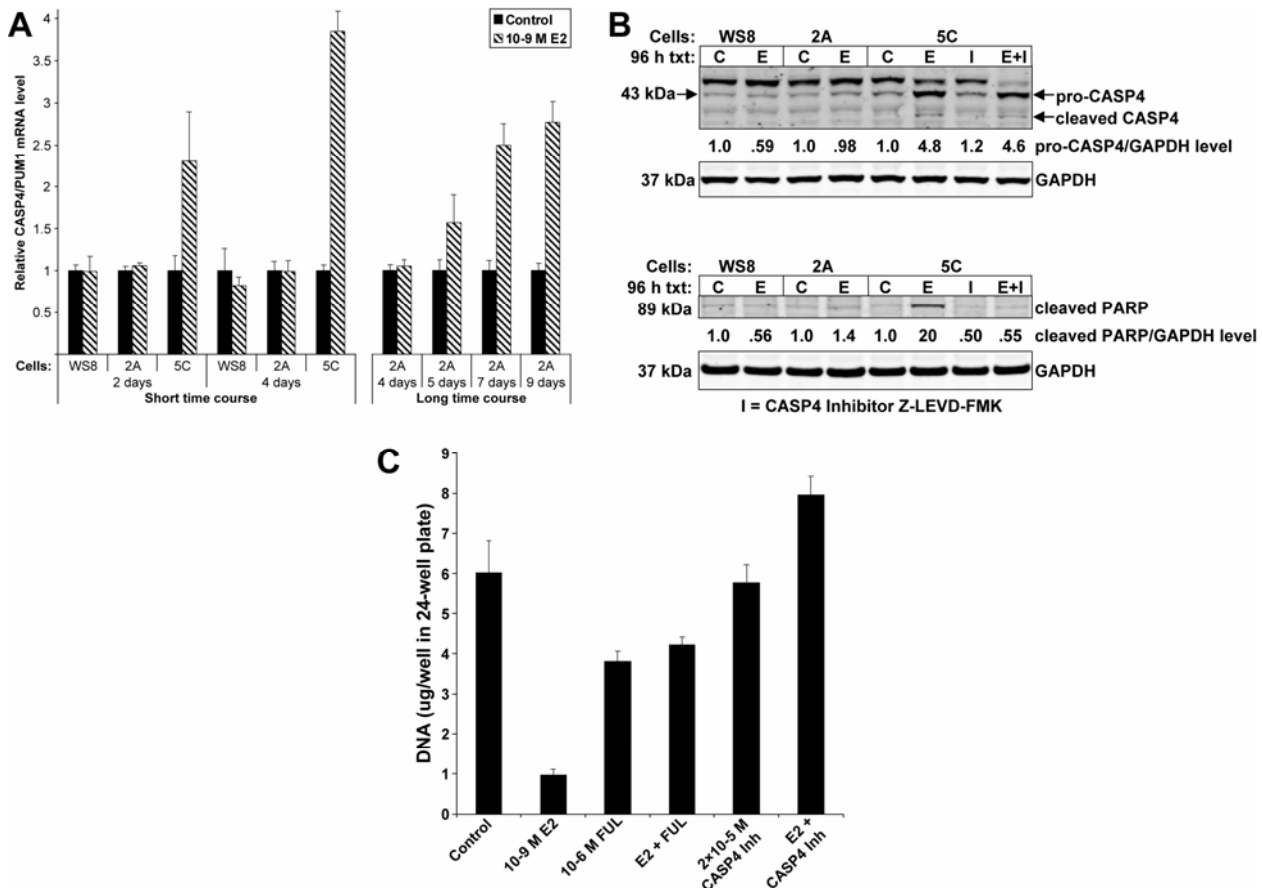 A
Relative CASP4/PUM1 mRNA level
4
3.5
3
2.5
2
1.5
1
0.5
Control
10-9 M E2
Cells: WS8 2A 5C WS8 2A 5C 2A 2A 2A 2A
2 days 4 days 4 days 5 days 7 days 9 days
Short time course Long time course
B
Cells: WS8 2A 5C
96 h txt: C E C E C E I E+I
43 kDa pro-CASP4
cleaved CASP4
1.0 .59 1.0 .98 1.0 4.8 1.2 4.6 pro-CASP4/GAPDH level
37 kDa GAPDH
Cells: WS8 2A 5C
96 h txt: C E C E C E I E+I
89 kDa cleaved PARP
1.0 .56 1.0 1.4 1.0 20 .50 .55 cleaved PARP/GAPDH level
37 kDa GAPDH
I = CASP4 Inhibitor Z-LEVD-FMK
C
DNA (ug/well in 24-well plate)
9
8
7
6
5
4
3
2
1
0
Control
10-9 M E2
10-6 M FUL
E2 + FUL
2×10-5 M
CASP4 Inh
E2 +
CASP4 Inh